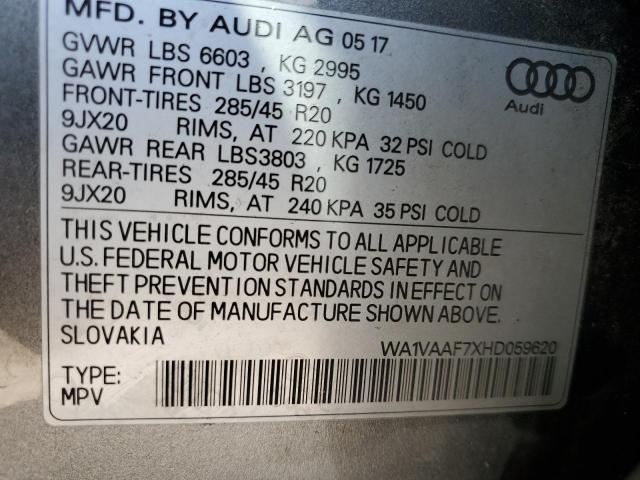 MFD. BY AUDI AG 05 17
GVWR LBS 6603 , KG 2995
GAWR FRONT LBS 3197 , KG 1450
FRONT-TIRES 285/45 R20
9JX20 RIMS, AT 220 KPA 32 PSI COLD
GAWR REAR LBS3803 , KG 1725
REAR-TIRES 285/45 R20
9JX20 RIMS, AT 240 KPA 35 PSI COLD
Audi
THIS VEHICLE CONFORMS TO ALL APPLICABLE
U.S. FEDERAL MOTOR VEHICLE SAFETY AND
THEFT PREVENTION STANDARDS IN EFFECT ON
THE DATE OF MANUFACTURE SHOWN ABOVE.
SLOVAKIA
WA1VAAF7XHD059620
TYPE:
MPV